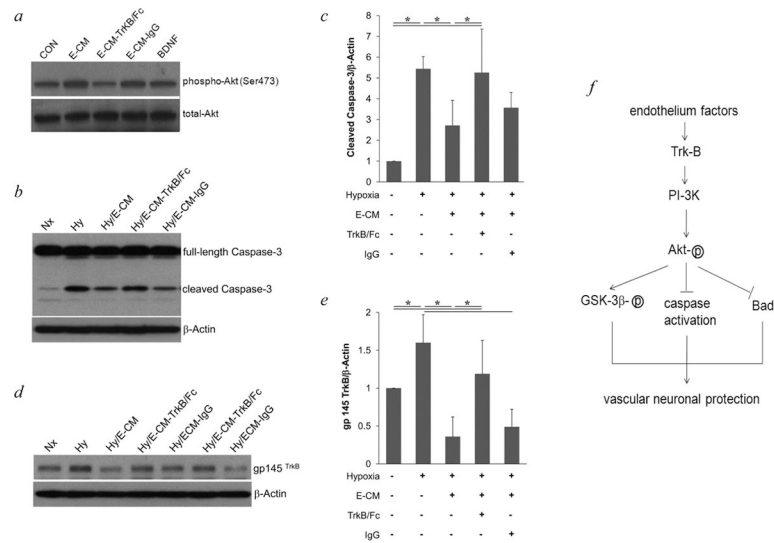 a
CON
E-CM
E-CM-TrKB/Fc
E-CM-IgG
BDNF
phospho-Akt (Ser473)
total-Akt
b
Nx
Hy
Hy/E-CM
Hy/E-CM-TrkB/Fc
Hy/E-CM-IgG
full-length Caspase-3
cleaved Caspase-3
β-Actin
d
Nx
Hy
Hy/E-CM
Hy/E-CM-TrkB/Fc
Hy/ECM-IgG
Hy/E-CM-TrkB/Fc
Hy/ECM-IgG
gp145 TrkB
β-Actin
c
Cleaved Caspase-3/β-Actin
8
7
6
5
4
3
2
1
0
* * *
Hypoxia - + + + +
E-CM - - + + +
TrkB/Fc - - - + -
IgG - - - - +
e
gp 145 TrkB/β-Actin
2
1.5
1
0.5
0
* * *
Hypoxia - + + + +
E-CM - - + + +
TrkB/Fc - - - + -
IgG - - - - +
f
endothelium factors
Trk-B
PI-3K
Akt-p
GSK-3β-p
caspase
activation
Bad
vascular neuronal protection